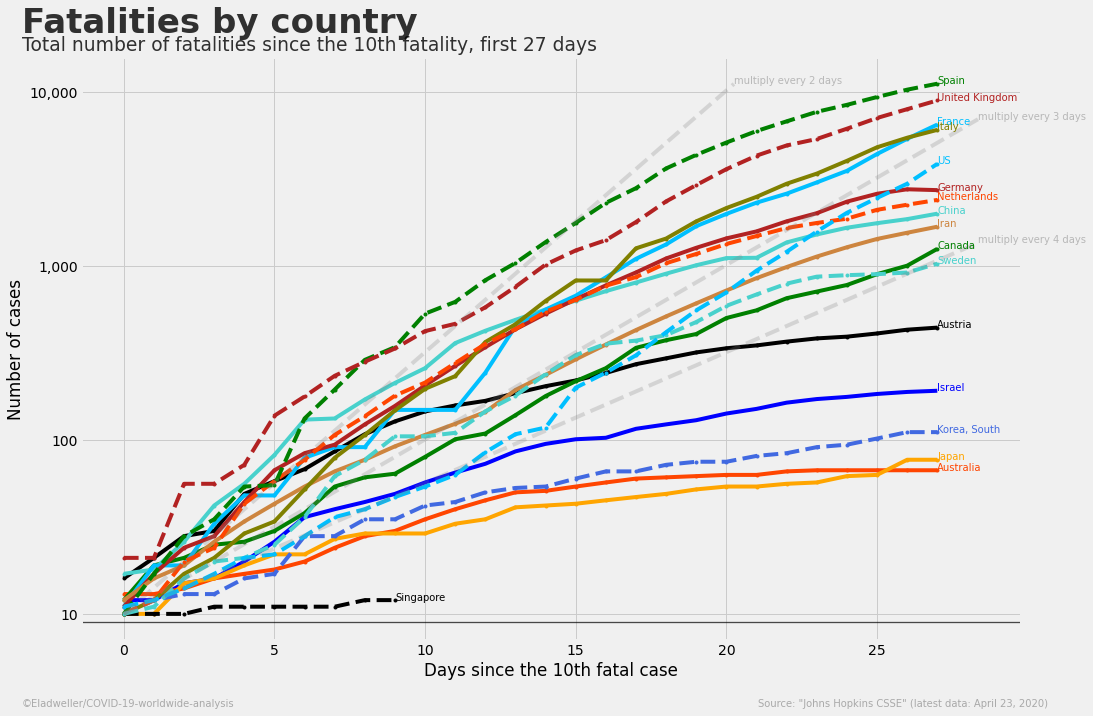 Fatalities by country
Total number of fatalities since the 10th fatality, first 27 days
multiply every 2 days
Spain
10,000
United Kingdom
multiply every 3 days
France
Italy
US
Germany
Netherlands
China
Iran
multiply every 4 days
Canada
1,000
Sweden
Austria
Number of cases
Israel
Korea, South
100
Japan
Australia
Singapore
10
0 5 10 15 20 25
Days since the 10th fatal case
©Eladweller/COVID-19-worldwide-analysis
Source: "Johns Hopkins CSSE" (latest data: April 23, 2020)